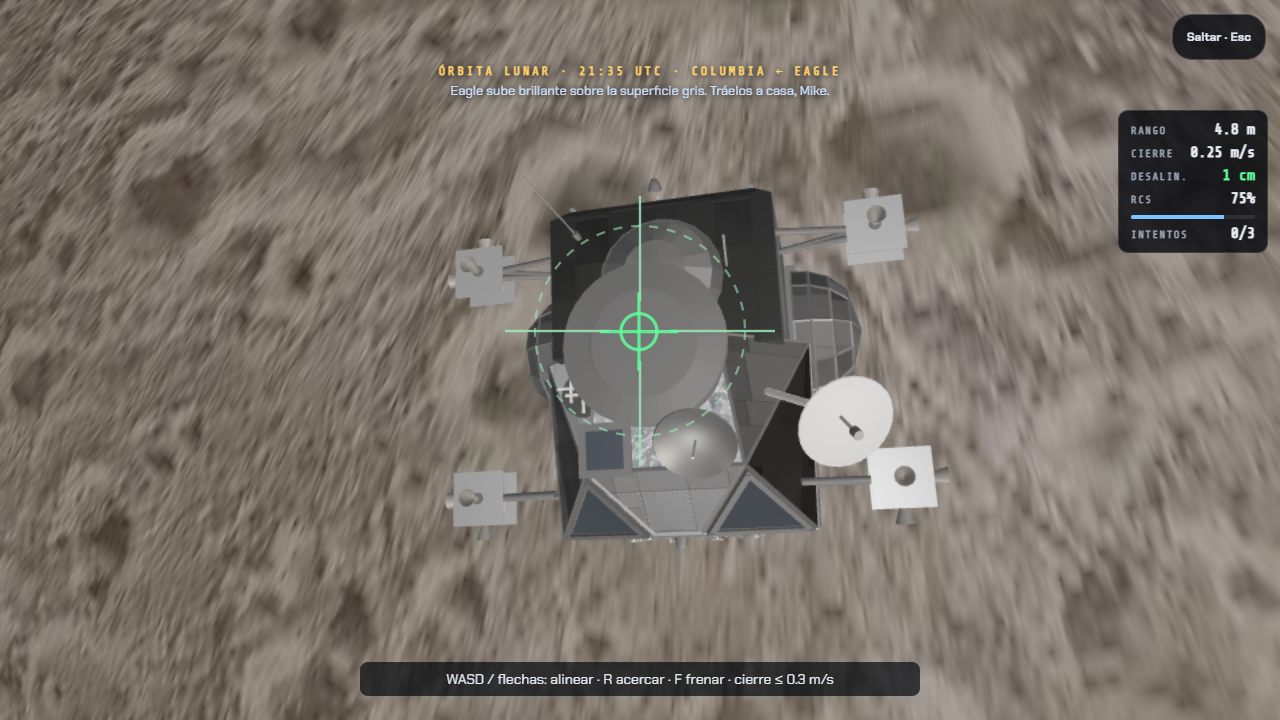 Saltar · Esc
ÓRBITA LUNAR · 21:35 UTC · COLUMBIA ← EAGLE
Eagle sube brillante sobre la superficie gris. Tráelos a casa, Mike.
RANGO 4.8 m
CIERRE 0.25 m/s
DESALIN. 1 cm
RCS 75%
INTENTOS 0/3
WASD / flechas: alinear · R acercar · F frenar · cierre ≤ 0.3 m/s